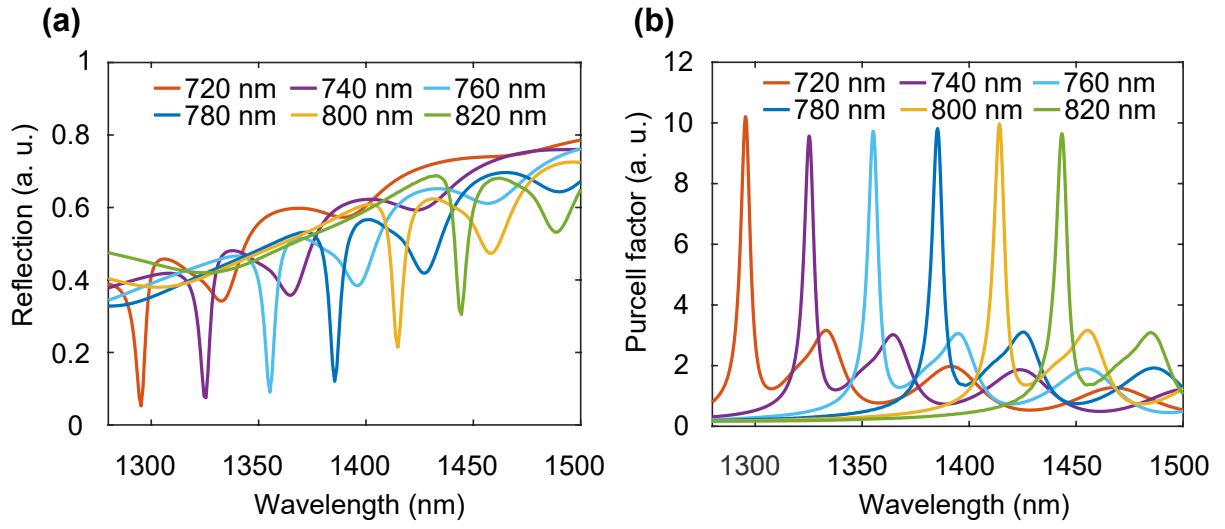 (a)
Reflection (a. u.)
1
0.8
0.6
0.4
0.2
0
720 nm 740 nm 760 nm
780 nm 800 nm 820 nm
1300 1350 1400 1450 1500
Wavelength (nm)
(b)
Purcell factor (a. u.)
12
10
8
6
4
2
0
720 nm 740 nm 760 nm
780 nm 800 nm 820 nm
1300 1350 1400 1450 1500
Wavelength (nm)